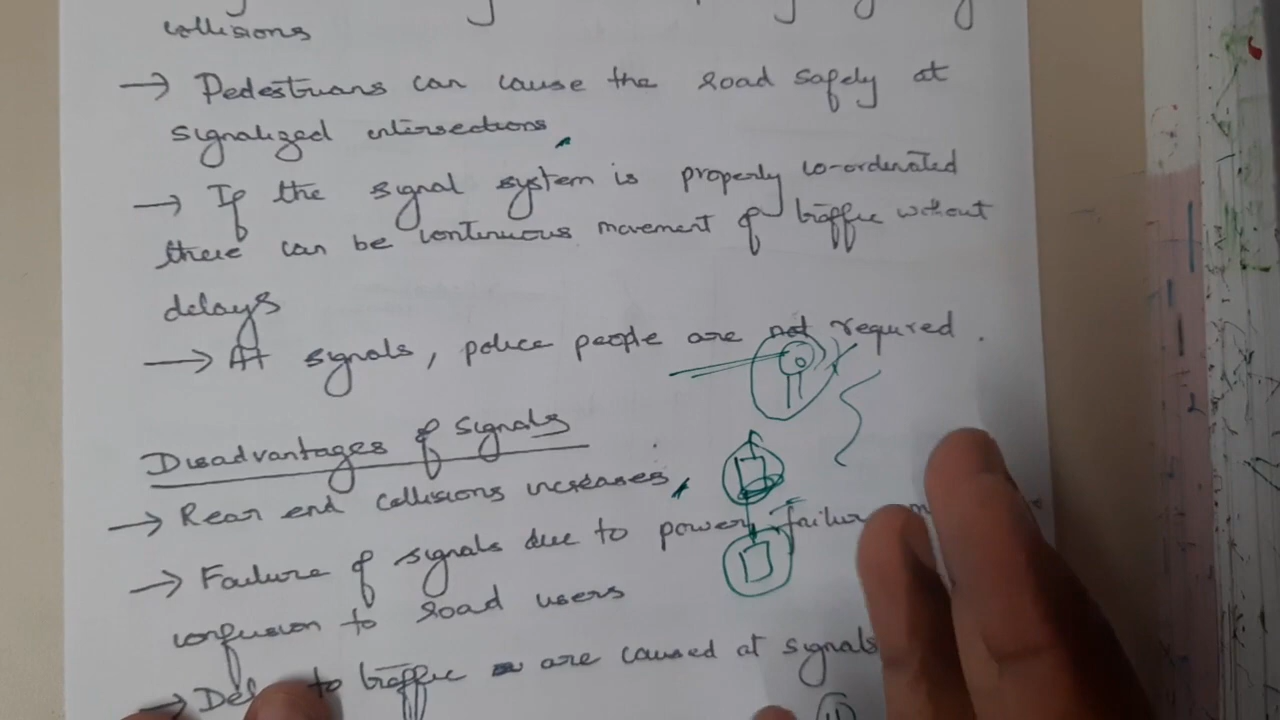 collisions
→ Pedestrians can cause the road safely at
signalized intersections
→ If the signal system is properly co-ordinated
there can be continuous movement of traffic without
delays
→ At signals, police people are not required.
Disadvantages of signals
→ Rear end collisions increases
→ Failure of signals due to power failure
confusion to road users
→ to traffic are caused at signals